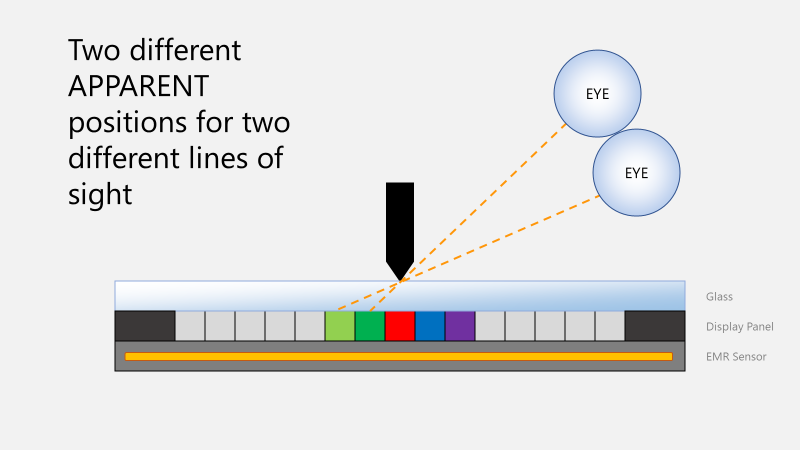 Two different
APPARENT
positions for two
different lines of
sight
EYE
EYE
Glass
Display Panel
EMR Sensor